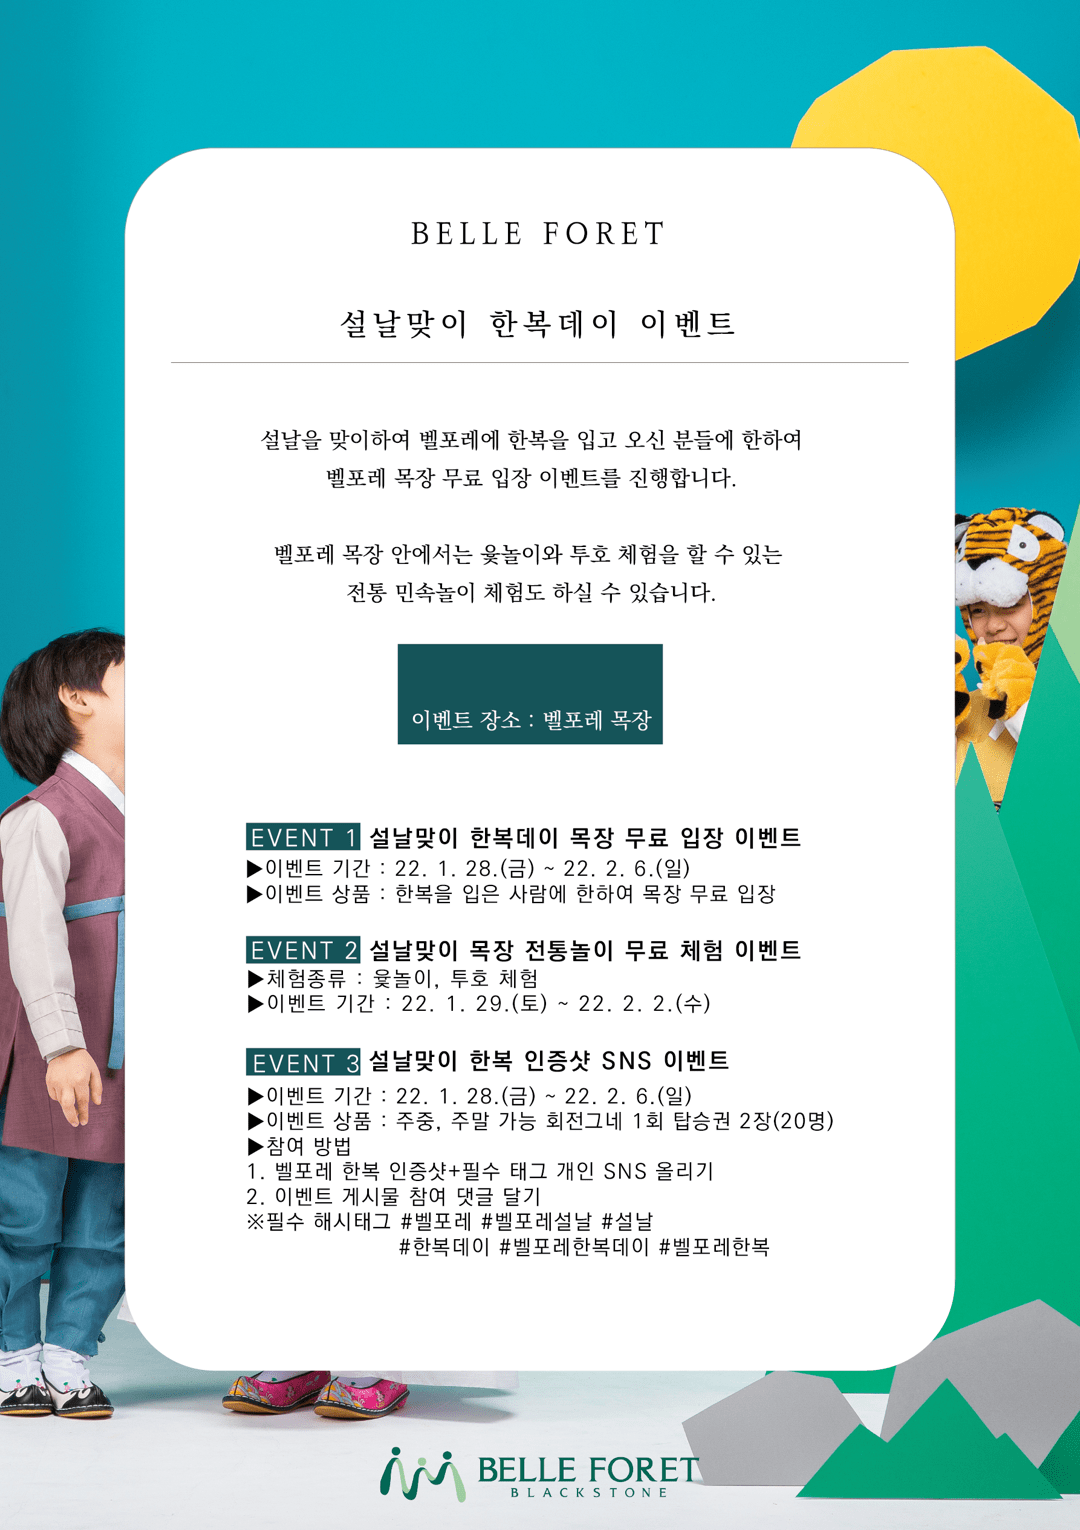 BELLE FORET
설날맞이 한복데이 이벤트
설날을 맞이하여 벨포레에 한복을 입고 오신 분들에 한하여
벨포레 목장 무료 입장 이벤트를 진행합니다.
벨포레 목장 안에서는 윷놀이와 투호 체험을 할 수 있는
전통 민속놀이 체험도 하실 수 있습니다.
이벤트 장소 : 벨포레 목장
EVENT 1 설날맞이 한복데이 목장 무료 입장 이벤트
▶이벤트 기간 : 22. 1. 28.(금) ~ 22. 2. 6.(일)
▶이벤트 상품 : 한복을 입은 사람에 한하여 목장 무료 입장
EVENT 2 설날맞이 목장 전통놀이 무료 체험 이벤트
▶체험종류 : 윷놀이, 투호 체험
▶이벤트 기간 : 22. 1. 29.(토) ~ 22. 2. 2.(수)
EVENT 3 설날맞이 한복 인증샷 SNS 이벤트
▶이벤트 기간 : 22. 1. 28.(금) ~ 22. 2. 6.(일)
▶이벤트 상품 : 주중, 주말 가능 회전그네 1회 탑승권 2장(20명)
▶참여 방법
1. 벨포레 한복 인증샷+필수 태그 개인 SNS 올리기
2. 이벤트 게시물 참여 댓글 달기
※필수 해시태그 #벨포레 #벨포레설날 #설날
#한복데이 #벨포레한복데이 #벨포레한복
BELLE FORET
BLACKSTONE